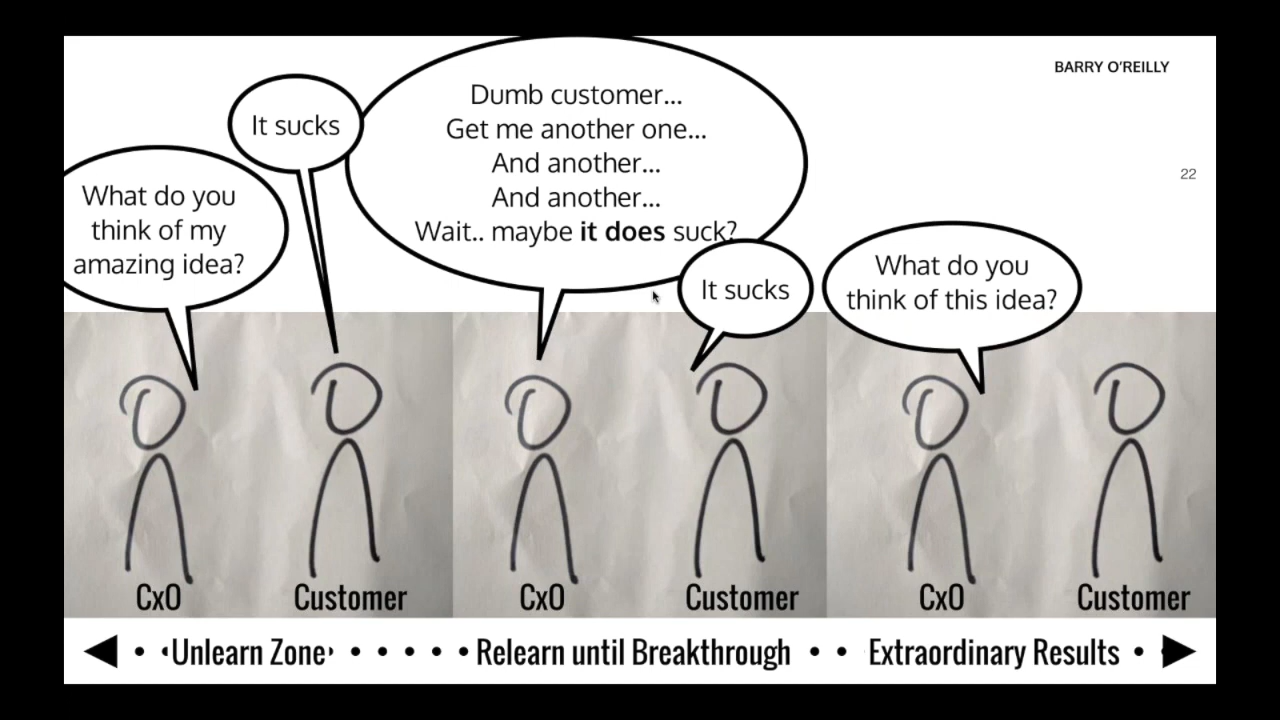 BARRY O'REILLY
22
What do you
think of my
amazing idea?
It sucks
Dumb customer...
Get me another one...
And another...
And another...
Wait.. maybe it does suck?
It sucks
What do you
think of this idea?
CxO
Customer
CxO
Customer
CxO
Customer
Unlearn Zone
Relearn until Breakthrough
Extraordinary Results